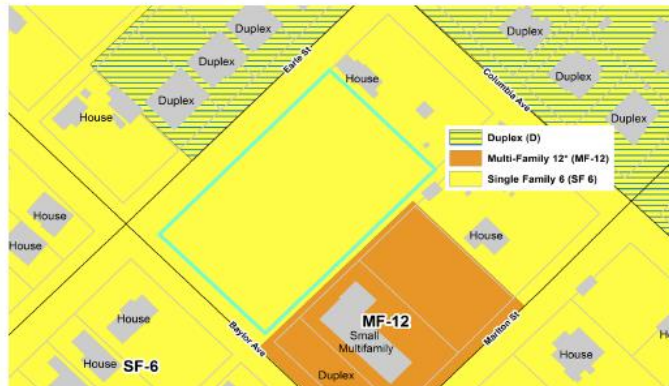 Duplex
Duplex
Duplex
Earle St
House
Columbia Ave
Duplex
Duplex
Duplex
House
Duplex (D)
Multi-Family 12* (MF-12)
Single Family 6 (SF 6)
House
House
House
MF-12
Small
Multifamily
Marlton St
Baylor Ave
House
House
SF-6
Duplex
House